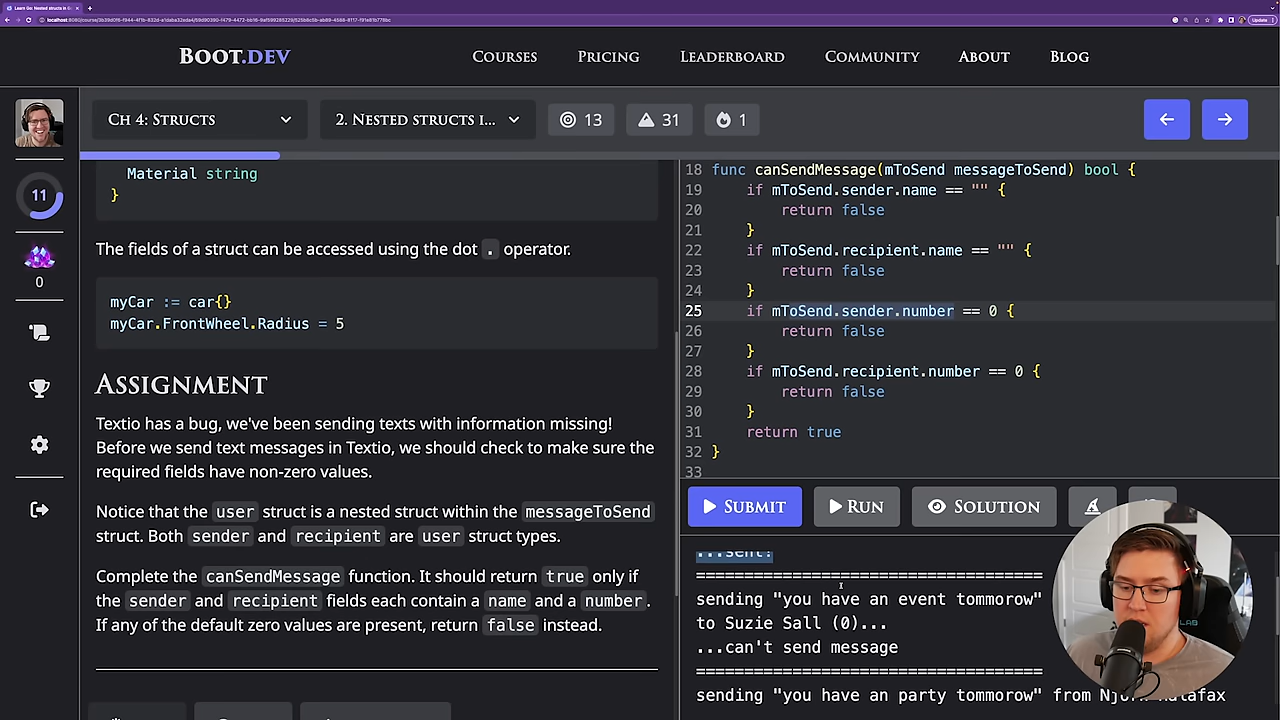 Learn Go: Nested structs in G
Update
BOOT.DEV
COURSES
PRICING
LEADERBOARD
COMMUNITY
ABOUT
BLOG
CH 4: STRUCTS
2. NESTED STRUCTS I...
13
31
1
11
0
Material string
}
The fields of a struct can be accessed using the dot . operator.
myCar := car{}
myCar.FrontWheel.Radius = 5
ASSIGNMENT
Textio has a bug, we've been sending texts with information missing!
Before we send text messages in Textio, we should check to make sure the
required fields have non-zero values.
Notice that the user struct is a nested struct within the messageToSend
struct. Both sender and recipient are user struct types.
Complete the canSendMessage function. It should return true only if
the sender and recipient fields each contain a name and a number.
If any of the default zero values are present, return false instead.
18 func canSendMessage(mToSend messageToSend) bool {
19 if mToSend.sender.name == "" {
20 return false
21 }
22 if mToSend.recipient.name == "" {
23 return false
24 }
25 if mToSend.sender.number == 0 {
26 return false
27 }
28 if mToSend.recipient.number == 0 {
29 return false
30 }
31 return true
32 }
33
SUBMIT
RUN
SOLUTION
...sent!
====================================
sending "you have an event tommorow"
to Suzie Sall (0)...
...can't send message
====================================
sending "you have an party tommorow" from